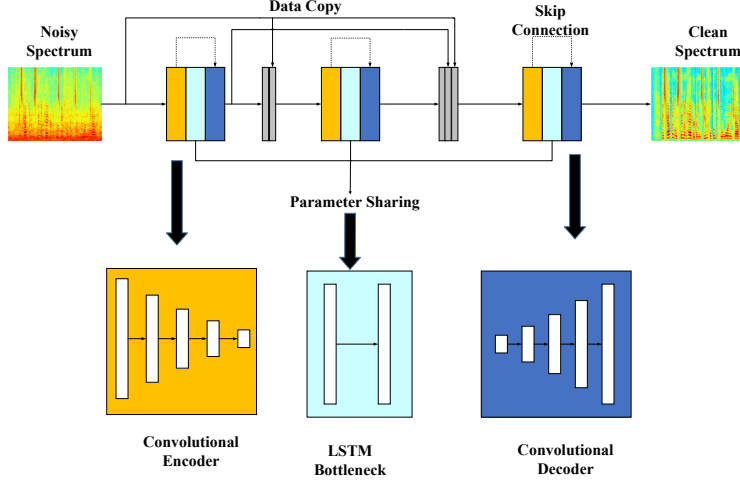 Noisy
Spectrum
Data Copy
Skip
Connection
Clean
Spectrum
Parameter Sharing
Convolutional
Encoder
LSTM
Bottleneck
Convolutional
Decoder